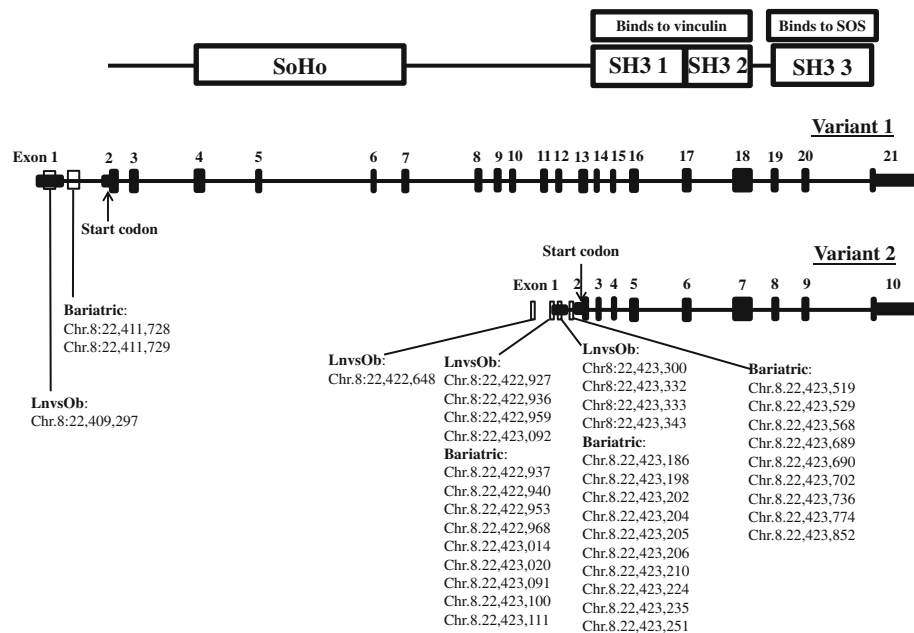 Binds to vinculin
Binds to SOS
SoHo
SH3 1
SH3 2
SH3 3
Variant 1
Exon 1
2
3
4
5
6
7
8
9
10
11
12
13
14
15
16
17
18
19
20
21
Start codon
Bariatric:
Chr.8:22,411,728
Chr.8:22,411,729
LnvsOb:
Chr.8:22,409,297
Variant 2
Start codon
Exon 1
2
3
4
5
6
7
8
9
10
LnvsOb:
Chr.8:22,422,648
LnvsOb:
Chr.8:22,422,927
Chr.8:22,422,936
Chr.8:22,422,959
Chr.8:22,423,092
Bariatric:
Chr.8.22,422,937
Chr.8.22,422,940
Chr.8.22,422,953
Chr.8.22,422,968
Chr.8.22,423,014
Chr.8.22,423,020
Chr.8.22,423,091
Chr.8.22,423,100
Chr.8.22,423,111
LnvsOb:
Chr8:22,423,300
Chr.8:22,423,332
Chr8:22,423,333
Chr.8:22,423,343
Bariatric:
Chr.8.22,423,186
Chr.8.22,423,198
Chr.8.22,423,202
Chr.8.22,423,204
Chr.8.22,423,205
Chr.8.22,423,206
Chr.8.22,423,210
Chr.8.22,423,224
Chr.8.22,423,235
Chr.8.22,423,251
Bariatric:
Chr.8.22,423,519
Chr.8.22,423,529
Chr.8.22,423,568
Chr.8.22,423,689
Chr.8.22,423,690
Chr.8.22,423,702
Chr.8.22,423,736
Chr.8.22,423,774
Chr.8.22,423,852